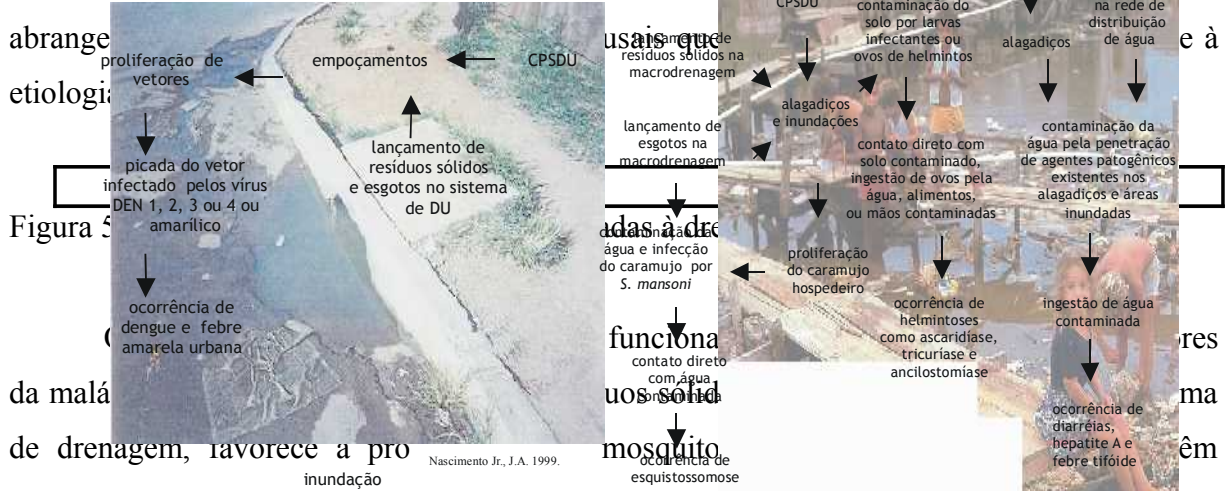 CPSDU
contaminação do
solo por larvas
infectantes ou
ovos de helmintos
na rede de
distribuição
de água
abrange
usais que
e à
etiologia
proliferação de
vetores
empoçamentos
CPSDU
lançamento de
resíduos sólidos na
macrodrenagem
alagadiços
alagadiços
e inundações
lançamento de
esgotos na
macrodrenagem
picada do vetor
infectado pelos vírus
DEN 1, 2, 3 ou 4 ou
amarílico
lançamento de
resíduos sólidos
e esgotos no sistema
de DU
contato direto com
solo contaminado,
ingestão de ovos pela
água, alimentos,
ou mãos contaminadas
contaminação da
água pela penetração
de agentes patogênicos
existentes nos
alagadiços e áreas
inundadas
Figura 5
adas à dre
contaminação da
água e infecção
do caramujo por
S. mansoni
proliferação
do caramujo
hospedeiro
ocorrência de
dengue e febre
amarela urbana
ocorrência de
helmintoses
como ascaridíase,
tricuríase e
ancilostomíase
ingestão de água
contaminada
funciona
ores
contato direto
com água
contaminada
da malá
uos sólid
ma
ocorrência de
diarréias,
hepatite A e
febre tifóide
de drenagem, favorece a pro
mosquito
êm
Nascimento Jr., J.A. 1999.
ocorrência de
esquistossomose
inundação